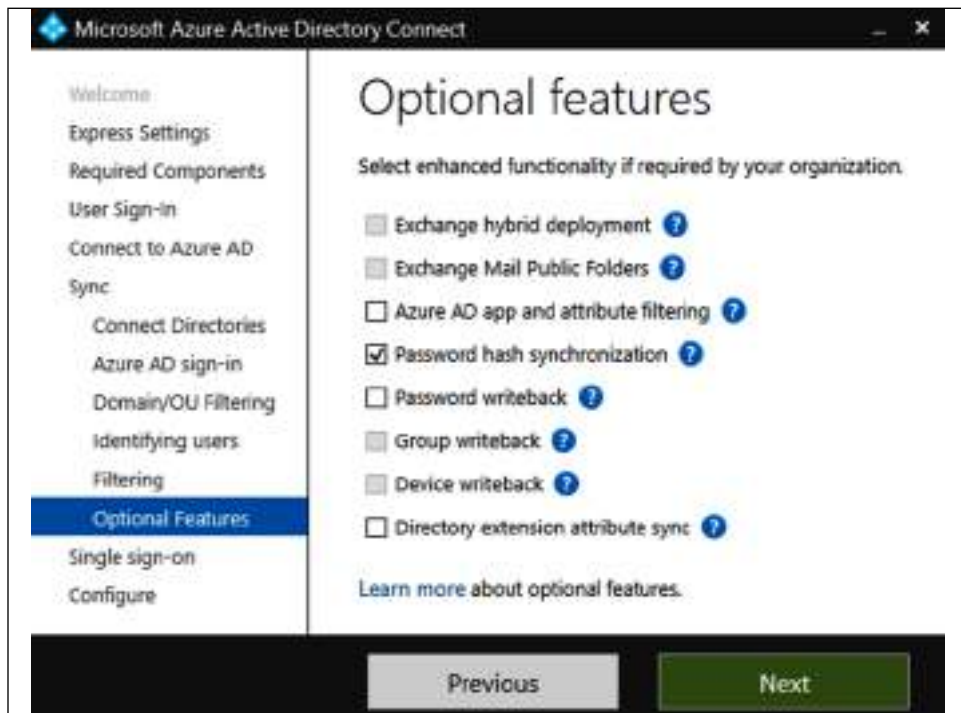 Microsoft Azure Active Directory Connect
Welcome
Express Settings
Required Components
User Sign-In
Connect to Azure AD
Sync
Connect Directories
Azure AD sign-in
Domain/OU Filtering
Identifying users
Filtering
Optional Features
Single sign-on
Configure
Optional features
Select enhanced functionality if required by your organization.
Exchange hybrid deployment ?
Exchange Mail Public Folders ?
Azure AD app and attribute filtering ?
Password hash synchronization ?
Password writeback ?
Group writeback ?
Device writeback ?
Directory extension attribute sync ?
Learn more about optional features.
Previous
Next